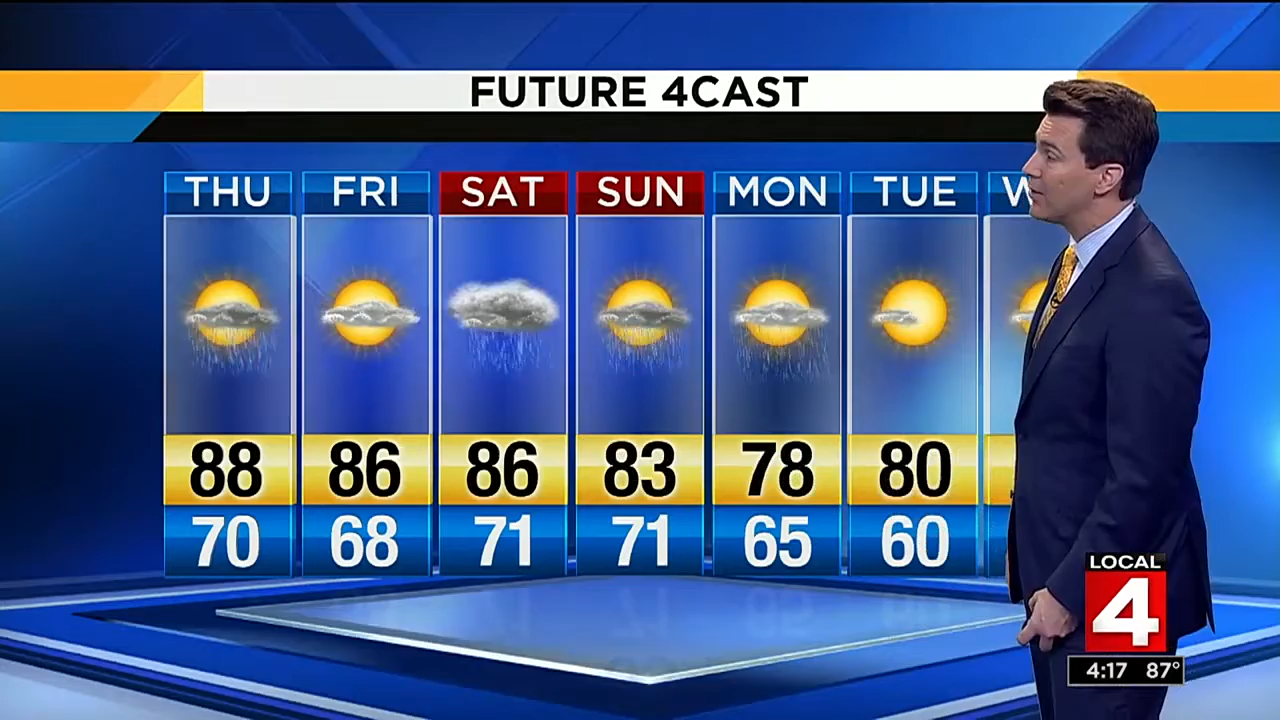 FUTURE 4CAST
THU FRI SAT SUN MON TUE W
88 86 86 83 78 80
70 68 71 71 65 60
LOCAL
4
4:17 87°